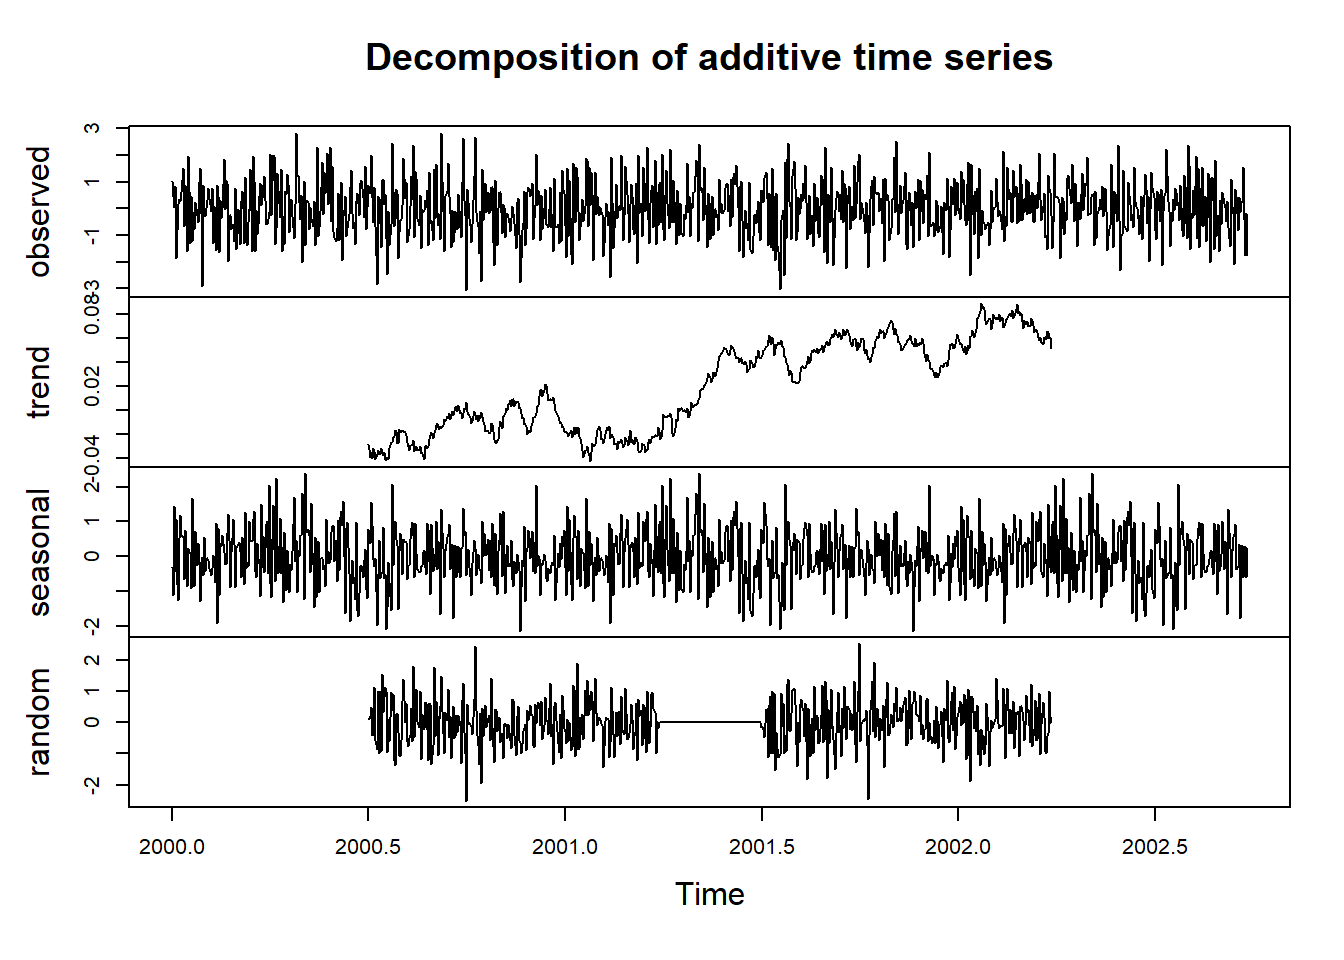 Decomposition of additive time series
observed
3
1
-1
-3
trend
0.08
0.02
-0.04
seasonal
2
1
0
-2
random
2
1
0
-2
2000.0 2000.5 2001.0 2001.5 2002.0 2002.5
Time